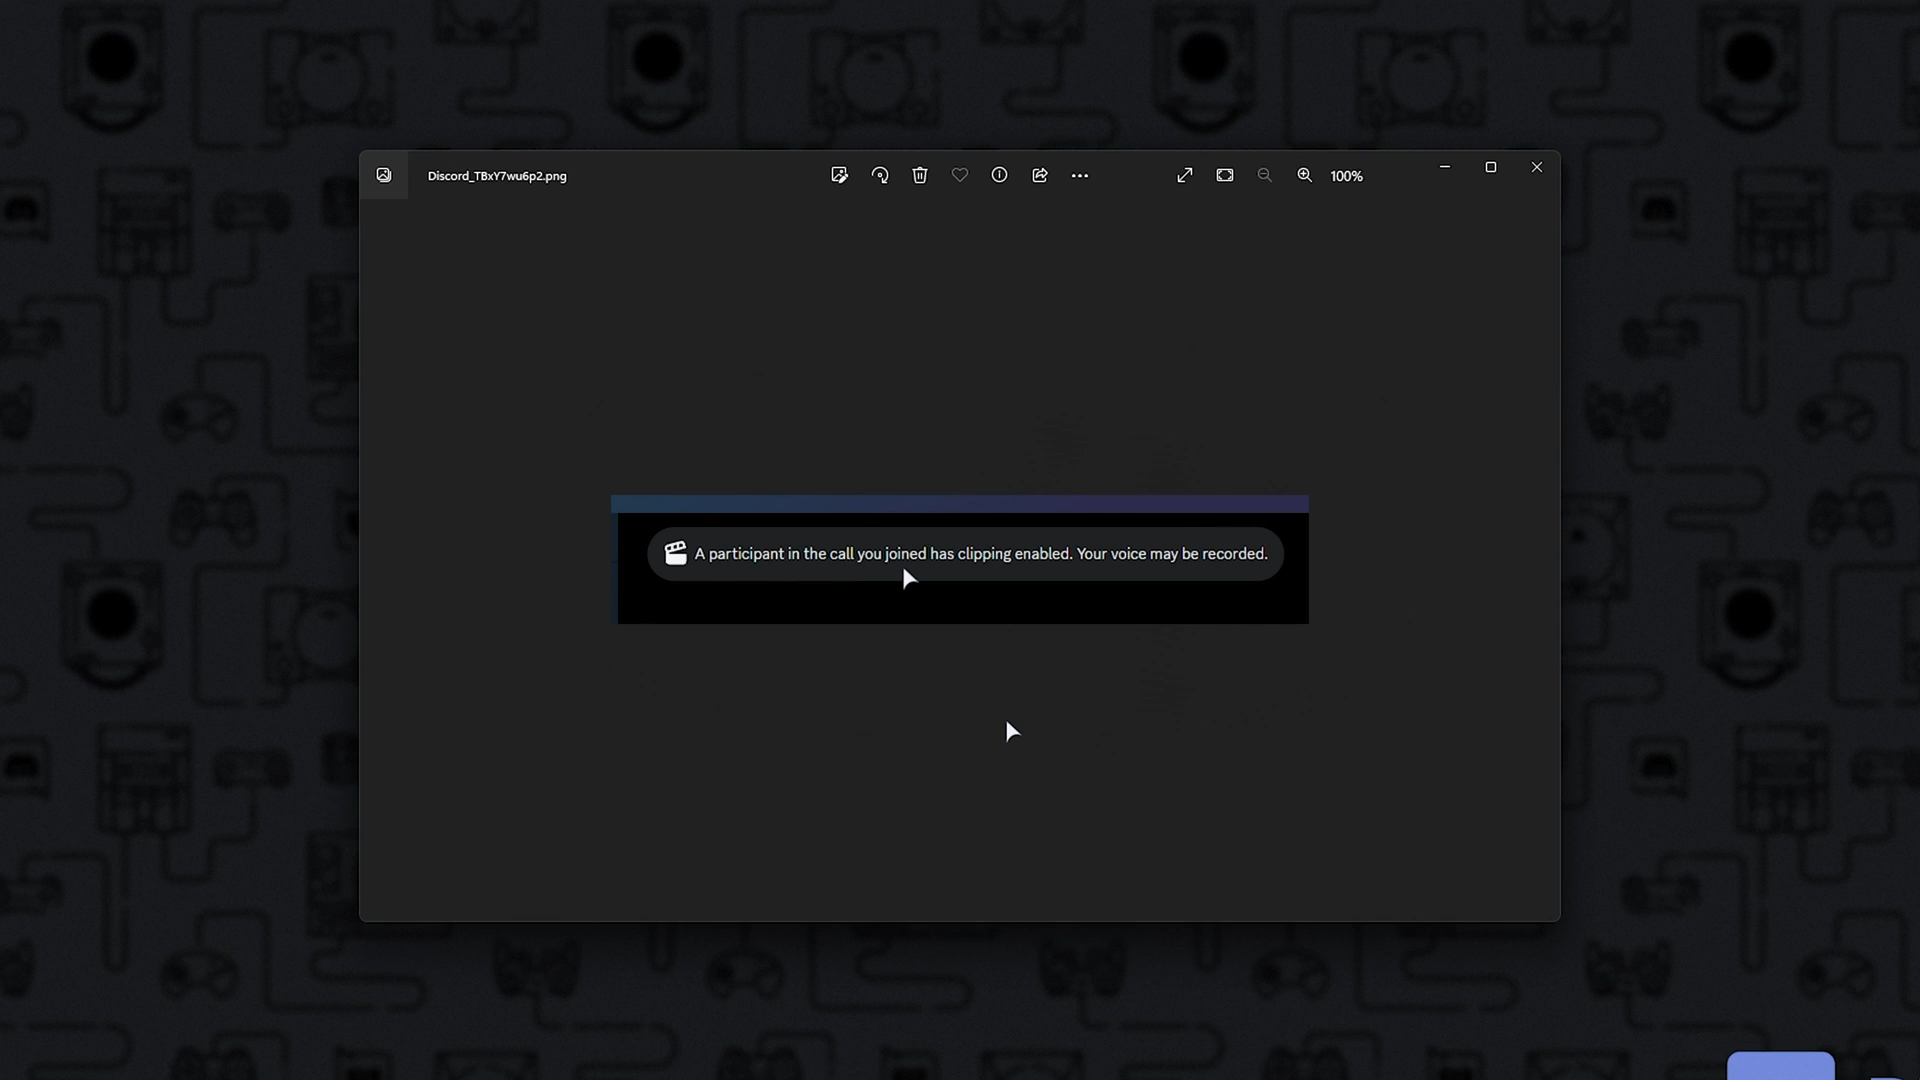 Discord_TBxY7wu6p2.png
100%
A participant in the call you joined has clipping enabled. Your voice may be recorded.